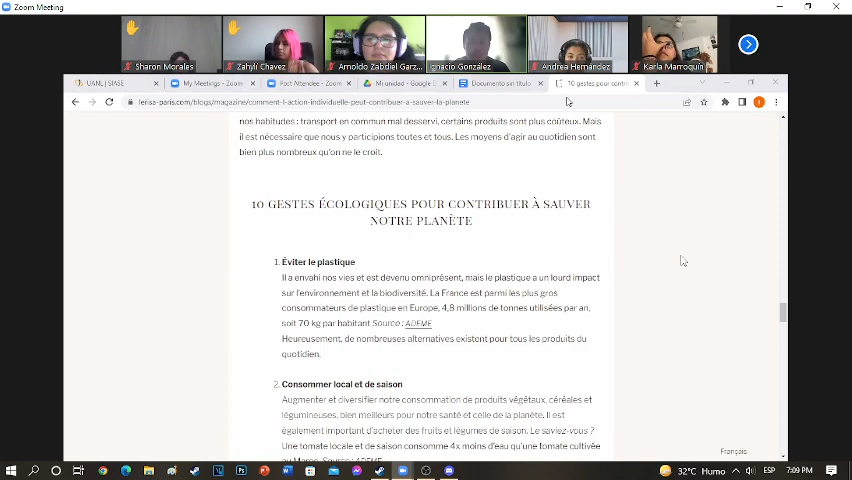 Zoom Meeting
Sharon Morales
Zahjlí Chavez
Arnoldo Zabdiel Garz...
Ignacio González
Andrea Hernández
Karla Marroquín
UANL | SIASE
My Meetings - Zoom
Post Attendee - Zoom
Mi unidad - Google D
Documento sin título
10 gestes pour contri
lerisa-paris.com/blogs/magazine/comment-l-action-individuelle-peut-contribuer-a-sauver-la-planete
nos habitudes : transport en commun mal desservi, certains produits sont plus coûteux. Mais
il est nécessaire que nous y participions toutes et tous. Les moyens d'agir au quotidien sont
bien plus nombreux qu'on ne le croit.
10 GESTES ÉCOLOGIQUES POUR CONTRIBUER À SAUVER
NOTRE PLANÈTE
1. Éviter le plastique
Il a envahi nos vies et est devenu omniprésent, mais le plastique a un lourd impact
sur l'environnement et la biodiversité. La France est parmi les plus gros
consommateurs de plastique en Europe, 4,8 millions de tonnes utilisées par an,
soit 70 kg par habitant Source : ADEME
Heureusement, de nombreuses alternatives existent pour tous les produits du
quotidien.
2. Consommer local et de saison
Augmenter et diversifier notre consommation de produits végétaux, céréales et
légumineuses, bien meilleurs pour notre santé et celle de la planète. Il est
également important d'acheter des fruits et légumes de saison. Le saviez-vous ?
Une tomate locale et de saison consomme 4x moins d'eau qu'une tomate cultivée
au Maroc. Source : ADEME
Français
32°C Humo
ESP
7:09 PM